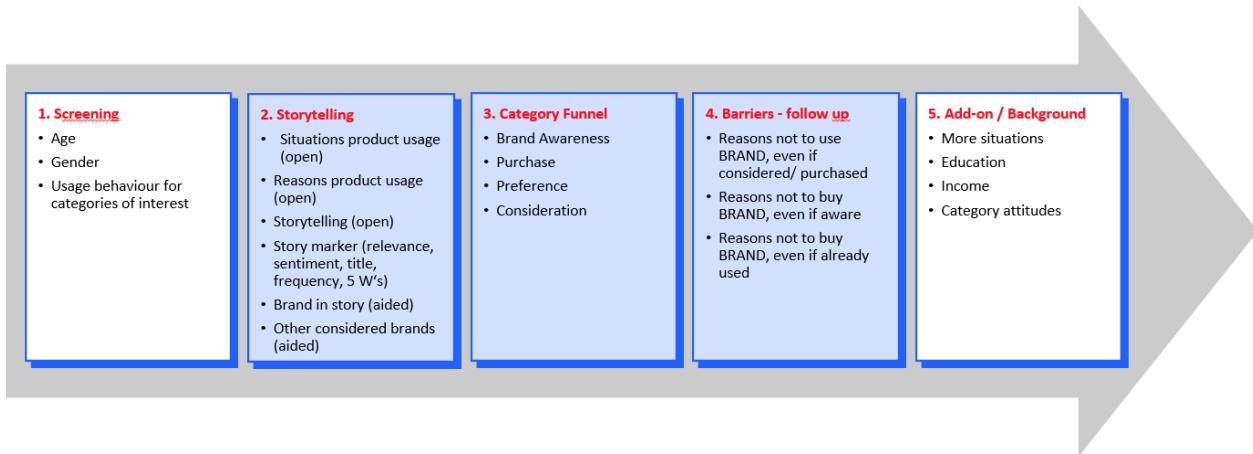 1. Screening
• Age
• Gender
• Usage behaviour for
categories of interest
2. Storytelling
• Situations product usage
(open)
• Reasons product usage
(open)
• Storytelling (open)
• Story marker (relevance,
sentiment, title,
frequency, 5 W‘s)
• Brand in story (aided)
• Other considered brands
(aided)
3. Category Funnel
• Brand Awareness
• Purchase
• Preference
• Consideration
4. Barriers - follow up
• Reasons not to use
BRAND, even if
considered/ purchased
• Reasons not to buy
BRAND, even if aware
• Reasons not to buy
BRAND, even if already
used
5. Add-on / Background
• More situations
• Education
• Income
• Category attitudes